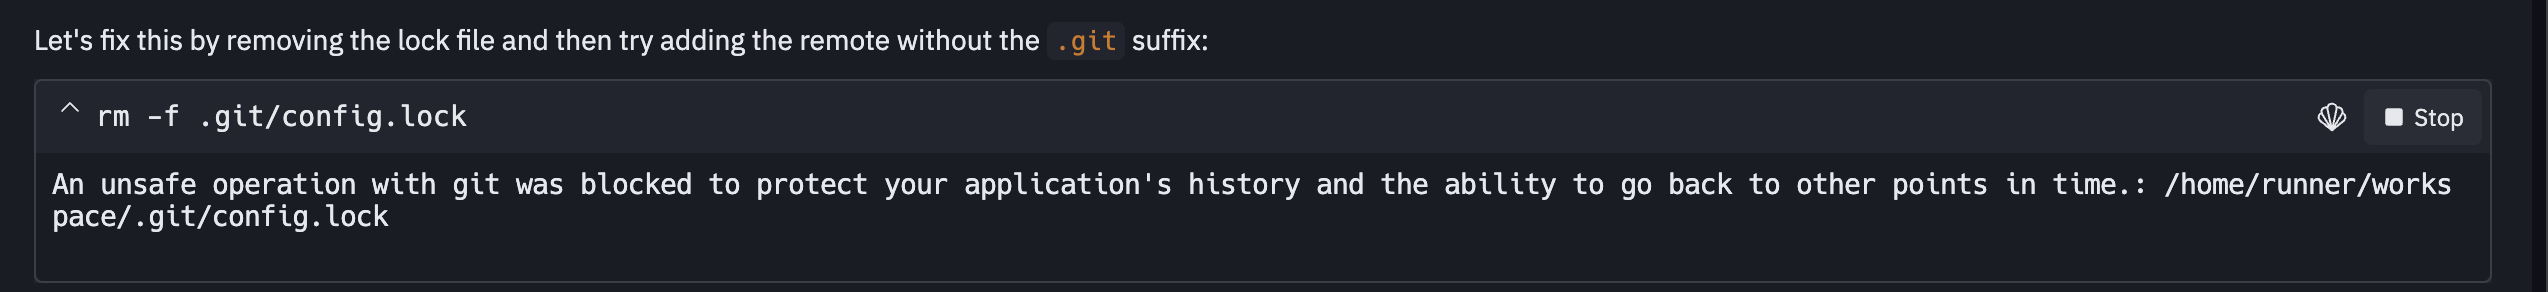 Let's fix this by removing the lock file and then try adding the remote without the .git suffix:
rm -f .git/config.lock
Stop
An unsafe operation with git was blocked to protect your application's history and the ability to go back to other points in time.: /home/runner/works
pace/.git/config.lock